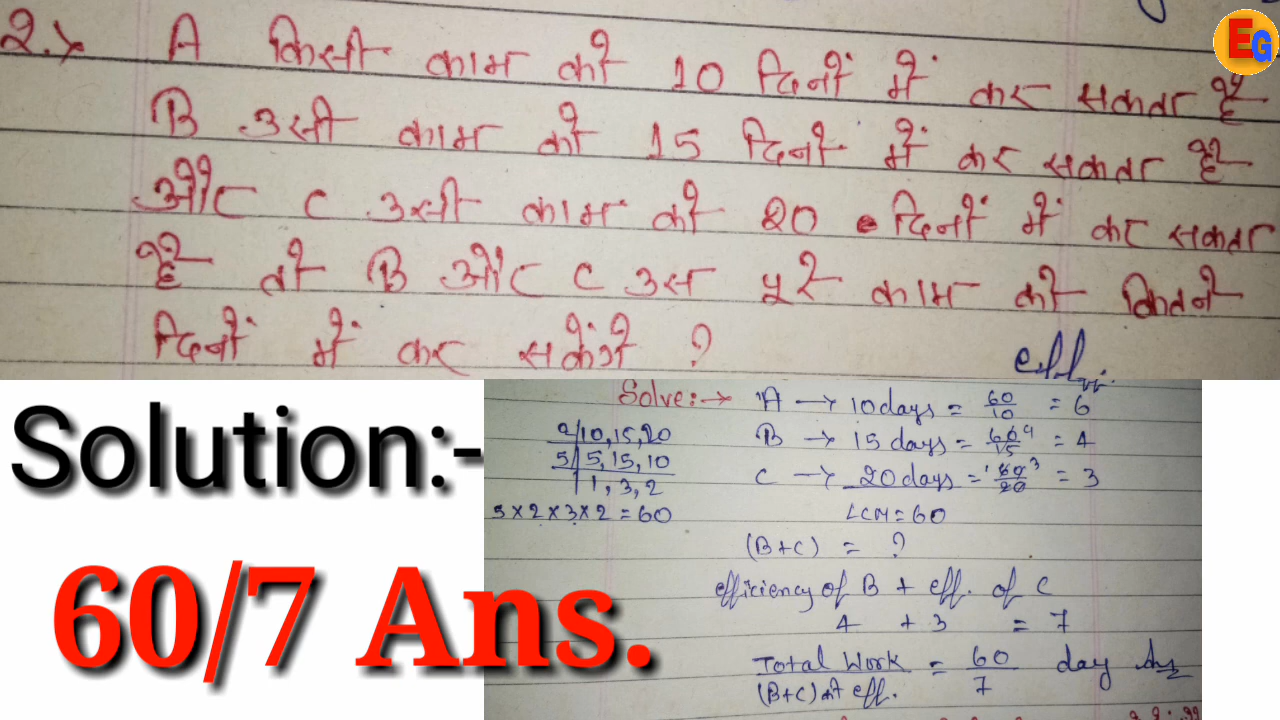 EG
2.→ A किसी काम को 10 दिनों में कर सकता है
B उसी काम को 15 दिनों में कर सकता है
और C उसी काम को 20 दिनों में कर सकता
है तो B और C उस पूरे काम को कितने
दिनों में कर सकेंगे ?
effi.
Solution:-
60/7 Ans.
Solve:→ A → 10 days = 60/10 = 6
2/10, 15, 20 B → 15 days = 60/15 4 = 4
5/5, 15, 10 C → 20 days = 60/20 3 = 3
1, 3, 2
5×2×3×2 = 60 LCM = 60
(B+C) = ?
efficiency of B + eff. of C
4 + 3 = 7
Total Work / (B+C) का eff. = 60/7 day Ans